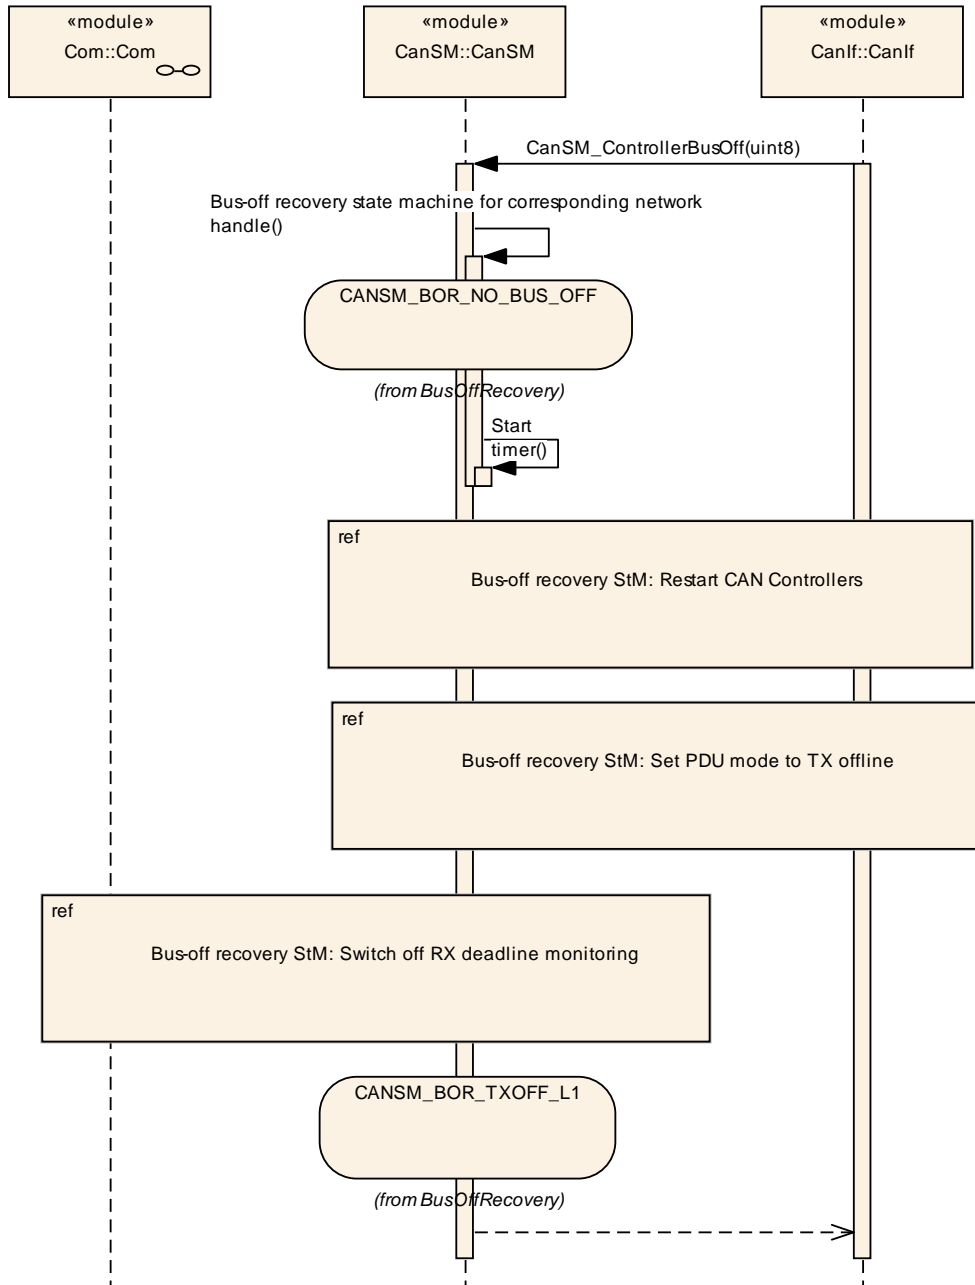 «module»
Com::Com
«module»
CanSM::CanSM
«module»
CanIf::CanIf
CanSM_ControllerBusOff(uint8)
Bus-off recovery state machine for corresponding network
handle()
CANSM_BOR_NO_BUS_OFF
(from BusOffRecovery)
Start
timer()
ref
Bus-off recovery StM: Restart CAN Controllers
ref
Bus-off recovery StM: Set PDU mode to TX offline
ref
Bus-off recovery StM: Switch off RX deadline monitoring
CANSM_BOR_TXOFF_L1
(from BusOffRecovery)